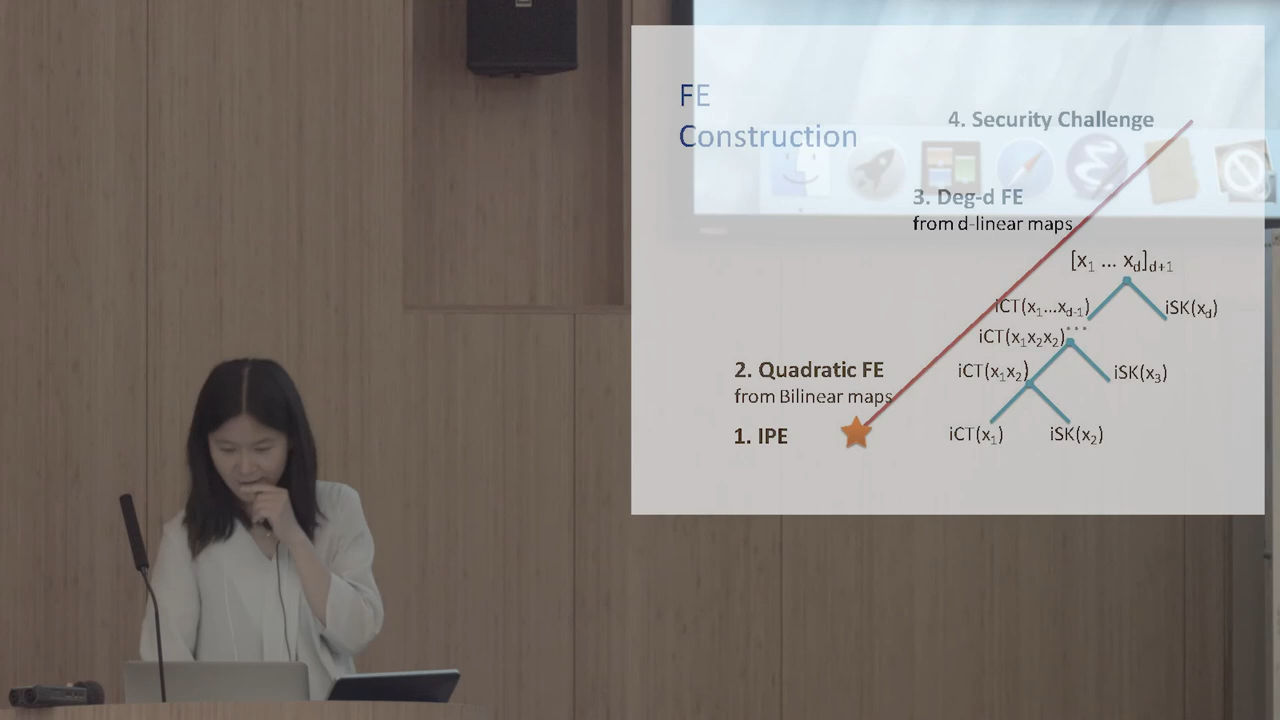 FE
Construction
4. Security Challenge
3. Deg-d FE
from d-linear maps
[x1 ... xd]d+1
iCT(x1...xd-1)
iSK(xd)
...
iCT(x1x2x2)
2. Quadratic FE
from Bilinear maps
iCT(x1x2)
iSK(x3)
1. IPE
iCT(x1)
iSK(x2)